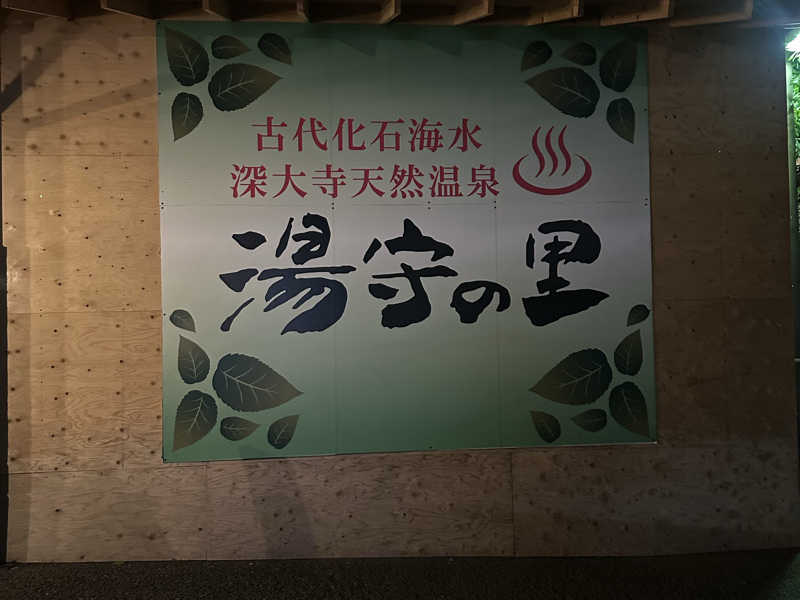 古代化石海水
深大寺天然温泉
湯守の里